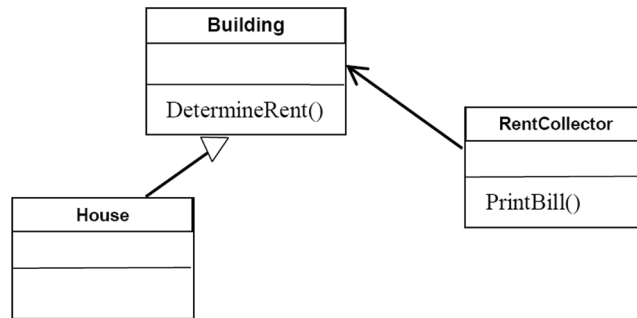 Building
DetermineRent()
RentCollector
PrintBill()
House